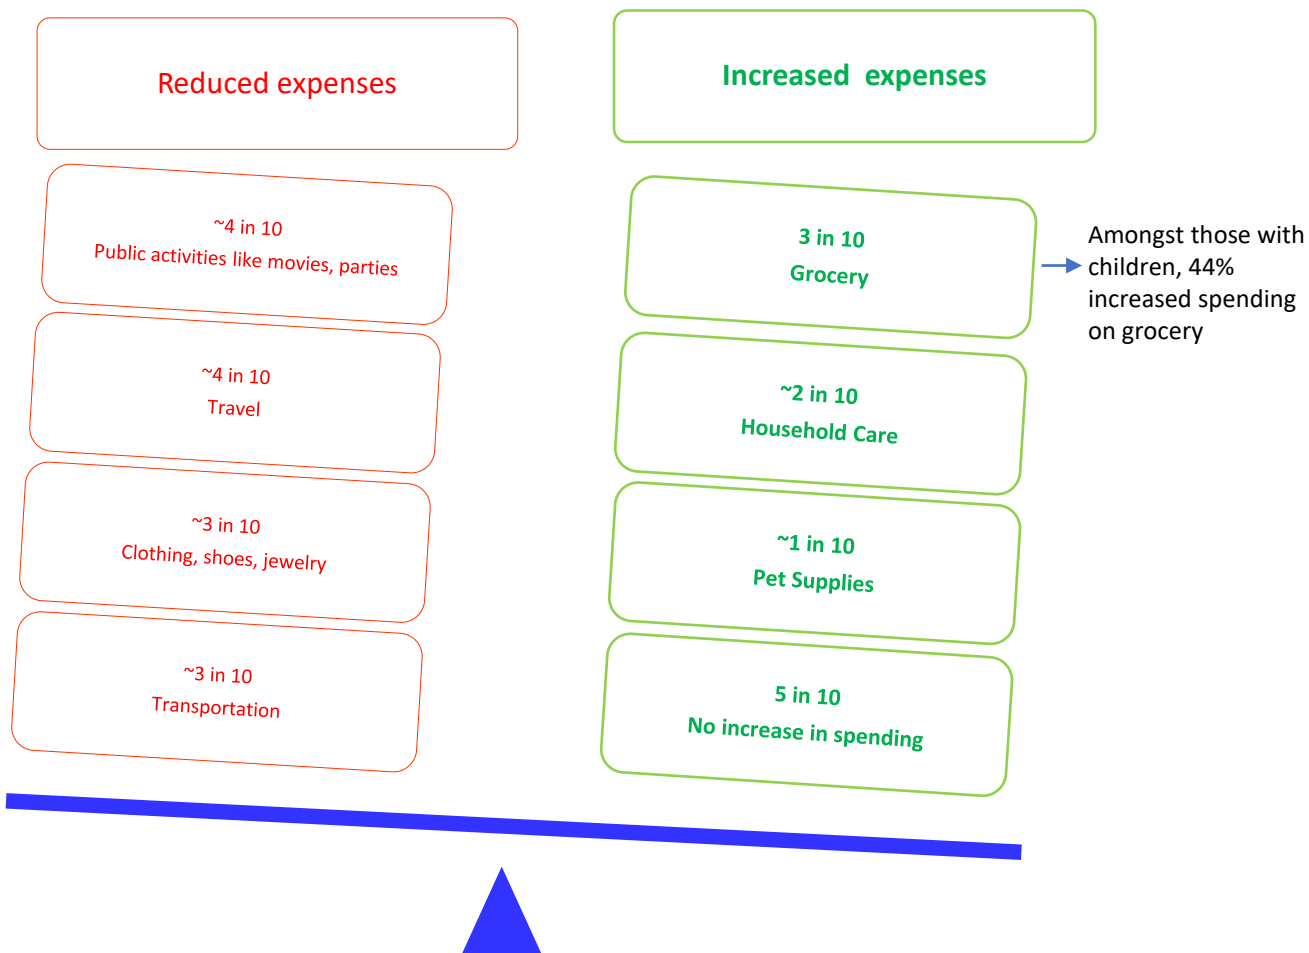 Reduced expenses
~4 in 10
Public activities like movies, parties
~4 in 10
Travel
~3 in 10
Clothing, shoes, jewelry
~3 in 10
Transportation
Increased  expenses
3 in 10
Grocery
Amongst those with
children, 44%
increased spending
on grocery
~2 in 10
Household Care
~1 in 10
Pet Supplies
5 in 10
No increase in spending